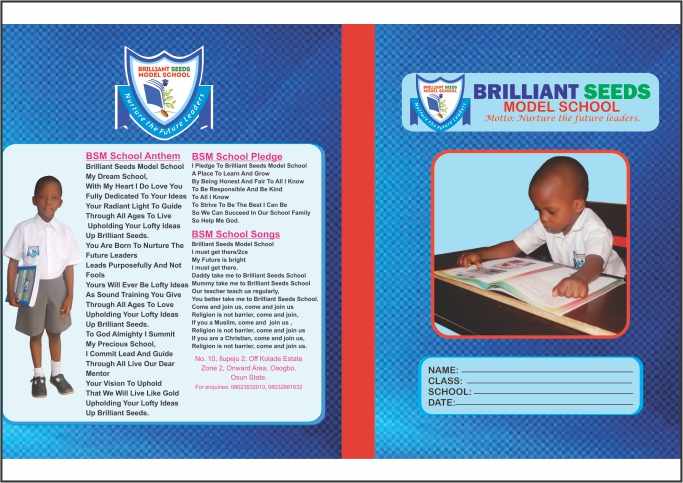 BRILLIANT SEEDS
MODEL SCHOOL
Nurture the Future Leaders
BSM School Anthem
Brilliant Seeds Model School
My Dream School,
With My Heart I Do Love You
Fully Dedicated To Your Ideas
Your Radiant Light To Guide
Through All Ages To Live
Upholding Your Lofty Ideas
Up Brilliant Seeds.
You Are Born To Nurture The
Future Leaders
Leads Purposefully And Not
Fools
Yours Will Ever Be Lofty Ideas
As Sound Training You Give
Through All Ages To Love
Upholding Your Lofty Ideas
Up Brilliant Seeds.
To God Almighty I Summit
My Precious School,
I Commit Lead And Guide
Through All Live Our Dear
Mentor
Your Vision To Uphold
That We Will Live Like Gold
Upholding Your Lofty Ideas
Up Brilliant Seeds.
BSM School Pledge
I Pledge To Brilliant Seeds Model School
A Place To Learn And Grow
By Being Honest And Fair To All I Know
To Be Responsible And Be Kind
To All I Know
To Strive To Be The Best I Can Be
So We Can Succeed In Our School Family
So Help Me God.
BSM School Songs
Brilliant Seeds Model School
I must get there/2ce
My Future is bright
I must get there.
Daddy take me to Brilliant Seeds School
Mummy take me to Brilliant Seeds School
Our teacher teach us regularly,
You better take me to Brilliant Seeds School.
Come and join us, come and join us
Religion is not barrier, come and join,
If you a Muslim, come and join us ,
Religion is not barrier, come and join us
If you are a Christian, come and join us,
Religion is not barrier, come and join us.
No. 10, Ilupeju 2, Off Kolade Estate
Zone 2, Onward Area, Osogbo.
Osun State.
For enquiries: 08023832010, 08032881632
BRILLIANT SEEDS
MODEL SCHOOL
Nurture the Future Leaders
BRILLIANT SEEDS
MODEL SCHOOL
Motto: Nurture the future leaders.
NAME:
CLASS:
SCHOOL:
DATE: